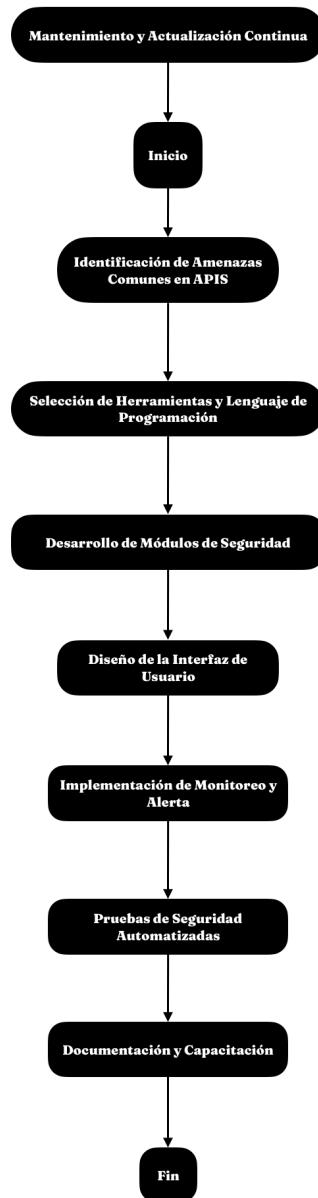 Mantenimiento y Actualización Continua
Inicio
Identificación de Amenazas
Comunes en APIS
Selección de Herramientas y Lenguaje de
Programación
Desarrollo de Módulos de Seguridad
Diseño de la Interfaz de
Usuario
Implementación de Monitoreo y
Alerta
Pruebas de Seguridad
Automatizadas
Documentación y Capacitación
Fin